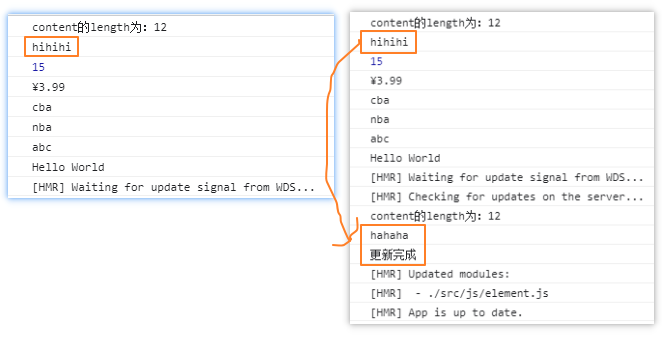 content的length为：12
hihihi
15
¥3.99
cba
nba
abc
Hello World
[HMR] Waiting for update signal from WDS...
content的length为：12
hihihi
15
¥3.99
cba
nba
abc
Hello World
[HMR] Waiting for update signal from WDS...
[HMR] Checking for updates on the server...
content的length为：12
hahaha
更新完成
[HMR] Updated modules:
[HMR]  - ./src/js/element.js
[HMR] App is up to date.